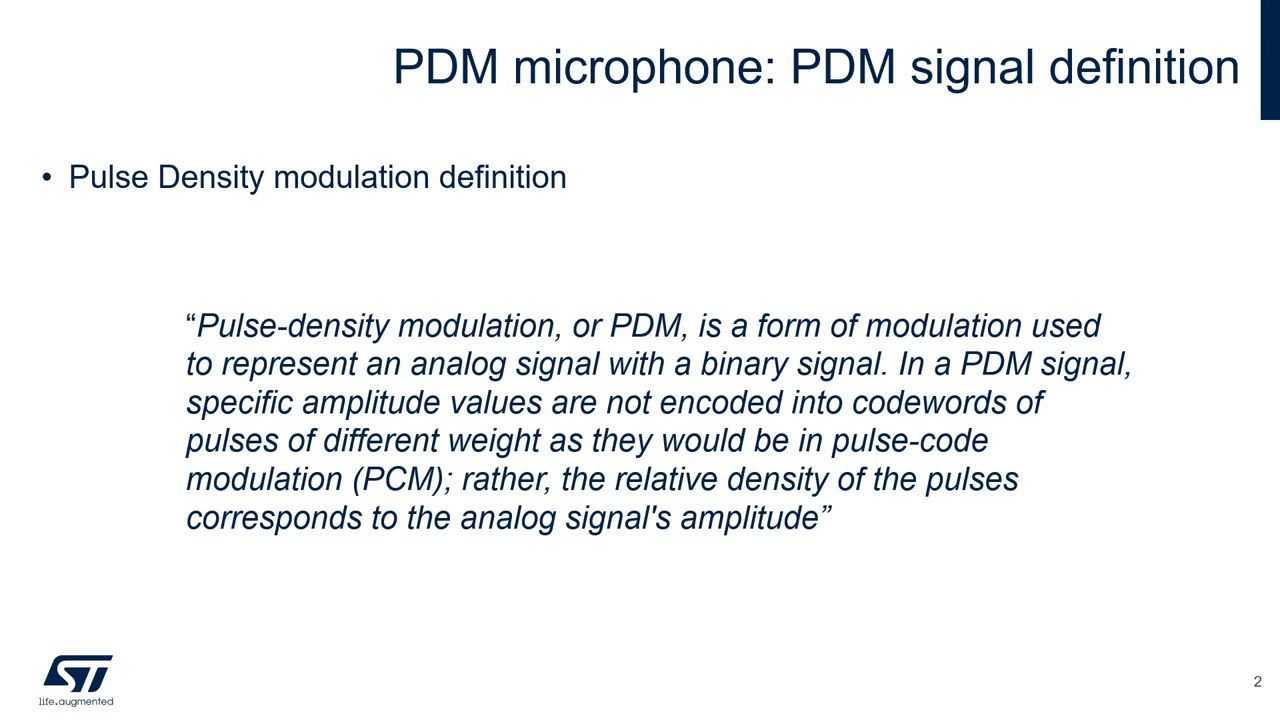 PDM microphone: PDM signal definition
• Pulse Density modulation definition
“Pulse-density modulation, or PDM, is a form of modulation used
to represent an analog signal with a binary signal. In a PDM signal,
specific amplitude values are not encoded into codewords of
pulses of different weight as they would be in pulse-code
modulation (PCM); rather, the relative density of the pulses
corresponds to the analog signal's amplitude”
ST
life.augmented
2